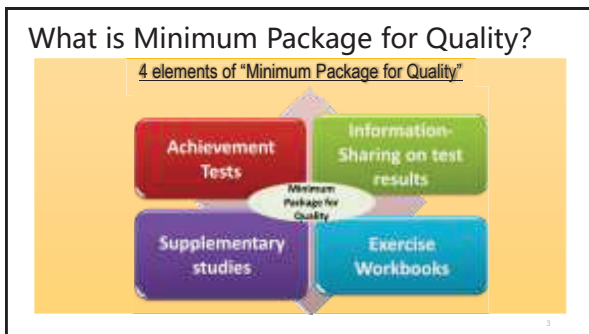 What is Minimum Package for Quality?
4 elements of “Minimum Package for Quality”
Achievement
Tests
Information-
Sharing on test
results
Minimum
Package for
Quality
Supplementary
studies
Exercise
Workbooks
3